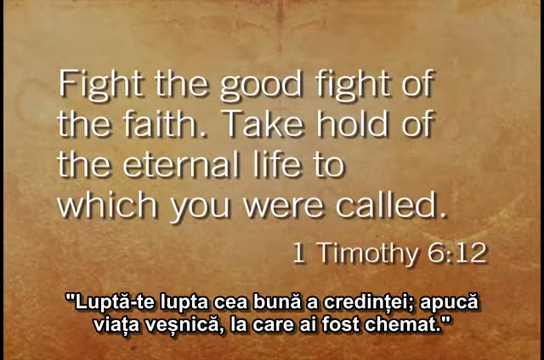 Fight the good fight of
the faith. Take hold of
the eternal life to
which you were called.
1 Timothy 6:12
"Luptă-te lupta cea bună a credinței; apucă
viața veșnică, la care ai fost chemat."